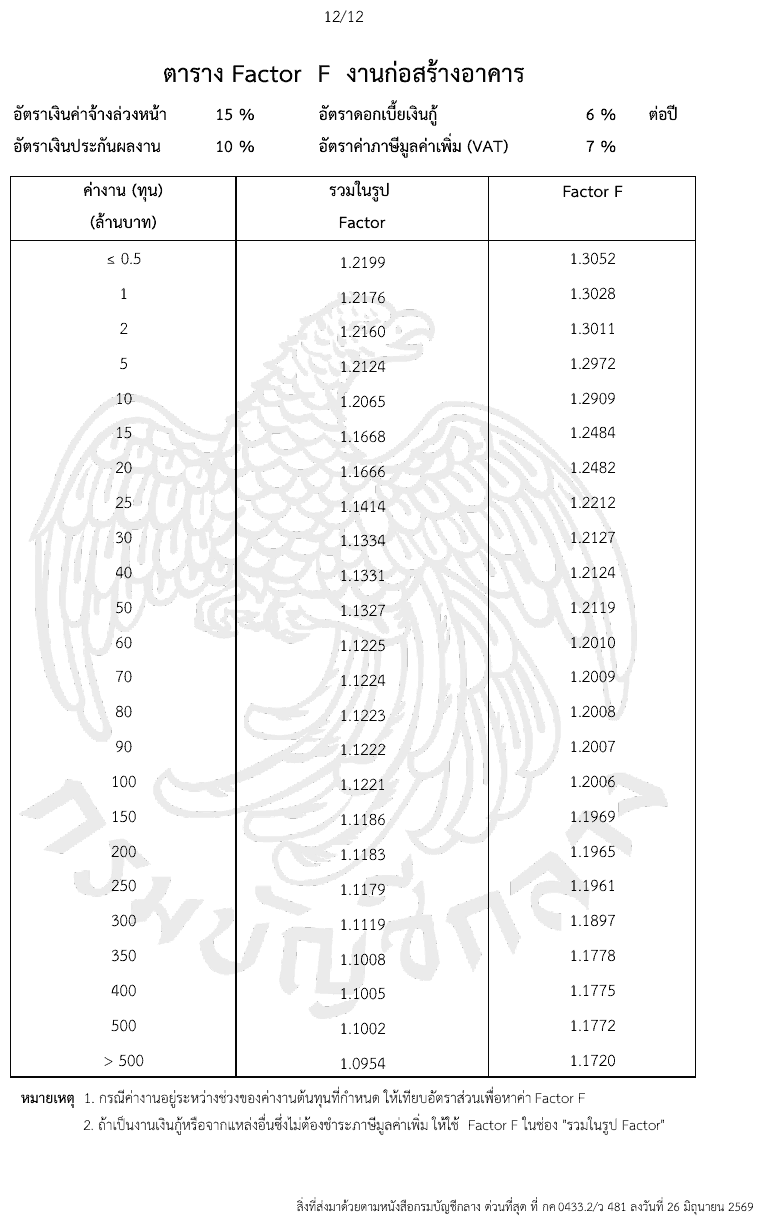 12/12
ตาราง Factor F งานก่อสร้างอาคาร
อัตราเงินค่าจ้างล่วงหน้า 15 % อัตราดอกเบี้ยเงินกู้ 6 % ต่อปี
อัตราเงินประกันผลงาน 10 % อัตราค่าภาษีมูลค่าเพิ่ม (VAT) 7 %
ค่างาน (ทุน) รวมในรูป Factor F
(ล้านบาท) Factor
≤ 0.5 1.2199 1.3052
1 1.2176 1.3028
2 1.2160 1.3011
5 1.2124 1.2972
10 1.2065 1.2909
15 1.1668 1.2484
20 1.1666 1.2482
25 1.1414 1.2212
30 1.1334 1.2127
40 1.1331 1.2124
50 1.1327 1.2119
60 1.1225 1.2010
70 1.1224 1.2009
80 1.1223 1.2008
90 1.1222 1.2007
100 1.1221 1.2006
150 1.1186 1.1969
200 1.1183 1.1965
250 1.1179 1.1961
300 1.1119 1.1897
350 1.1008 1.1778
400 1.1005 1.1775
500 1.1002 1.1772
> 500 1.0954 1.1720
กรมบัญชีกลาง
หมายเหตุ 1. กรณีค่างานอยู่ระหว่างช่วงของค่างานต้นทุนที่กำหนด ให้เทียบอัตราส่วนเพื่อหาค่า Factor F
2. ถ้าเป็นงานเงินกู้หรือจากแหล่งอื่นซึ่งไม่ต้องชำระภาษีมูลค่าเพิ่ม ให้ใช้ Factor F ในช่อง "รวมในรูป Factor"
สิ่งที่ส่งมาด้วยตามหนังสือกรมบัญชีกลาง ด่วนที่สุด ที่ กค 0433.2/ว 481 ลงวันที่ 26 มิถุนายน 2569